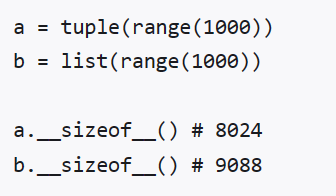 a = tuple(range(1000))
b = list(range(1000))
a.__sizeof__() # 8024
b.__sizeof__() # 9088